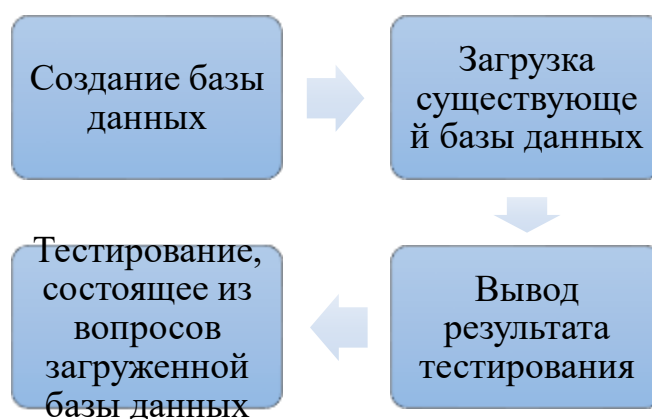 Создание базы
данных
Загрузка
существующе
й базы данных
Вывод
результата
тестирования
Тестирование,
состоящее из
вопросов
загруженной
базы данных